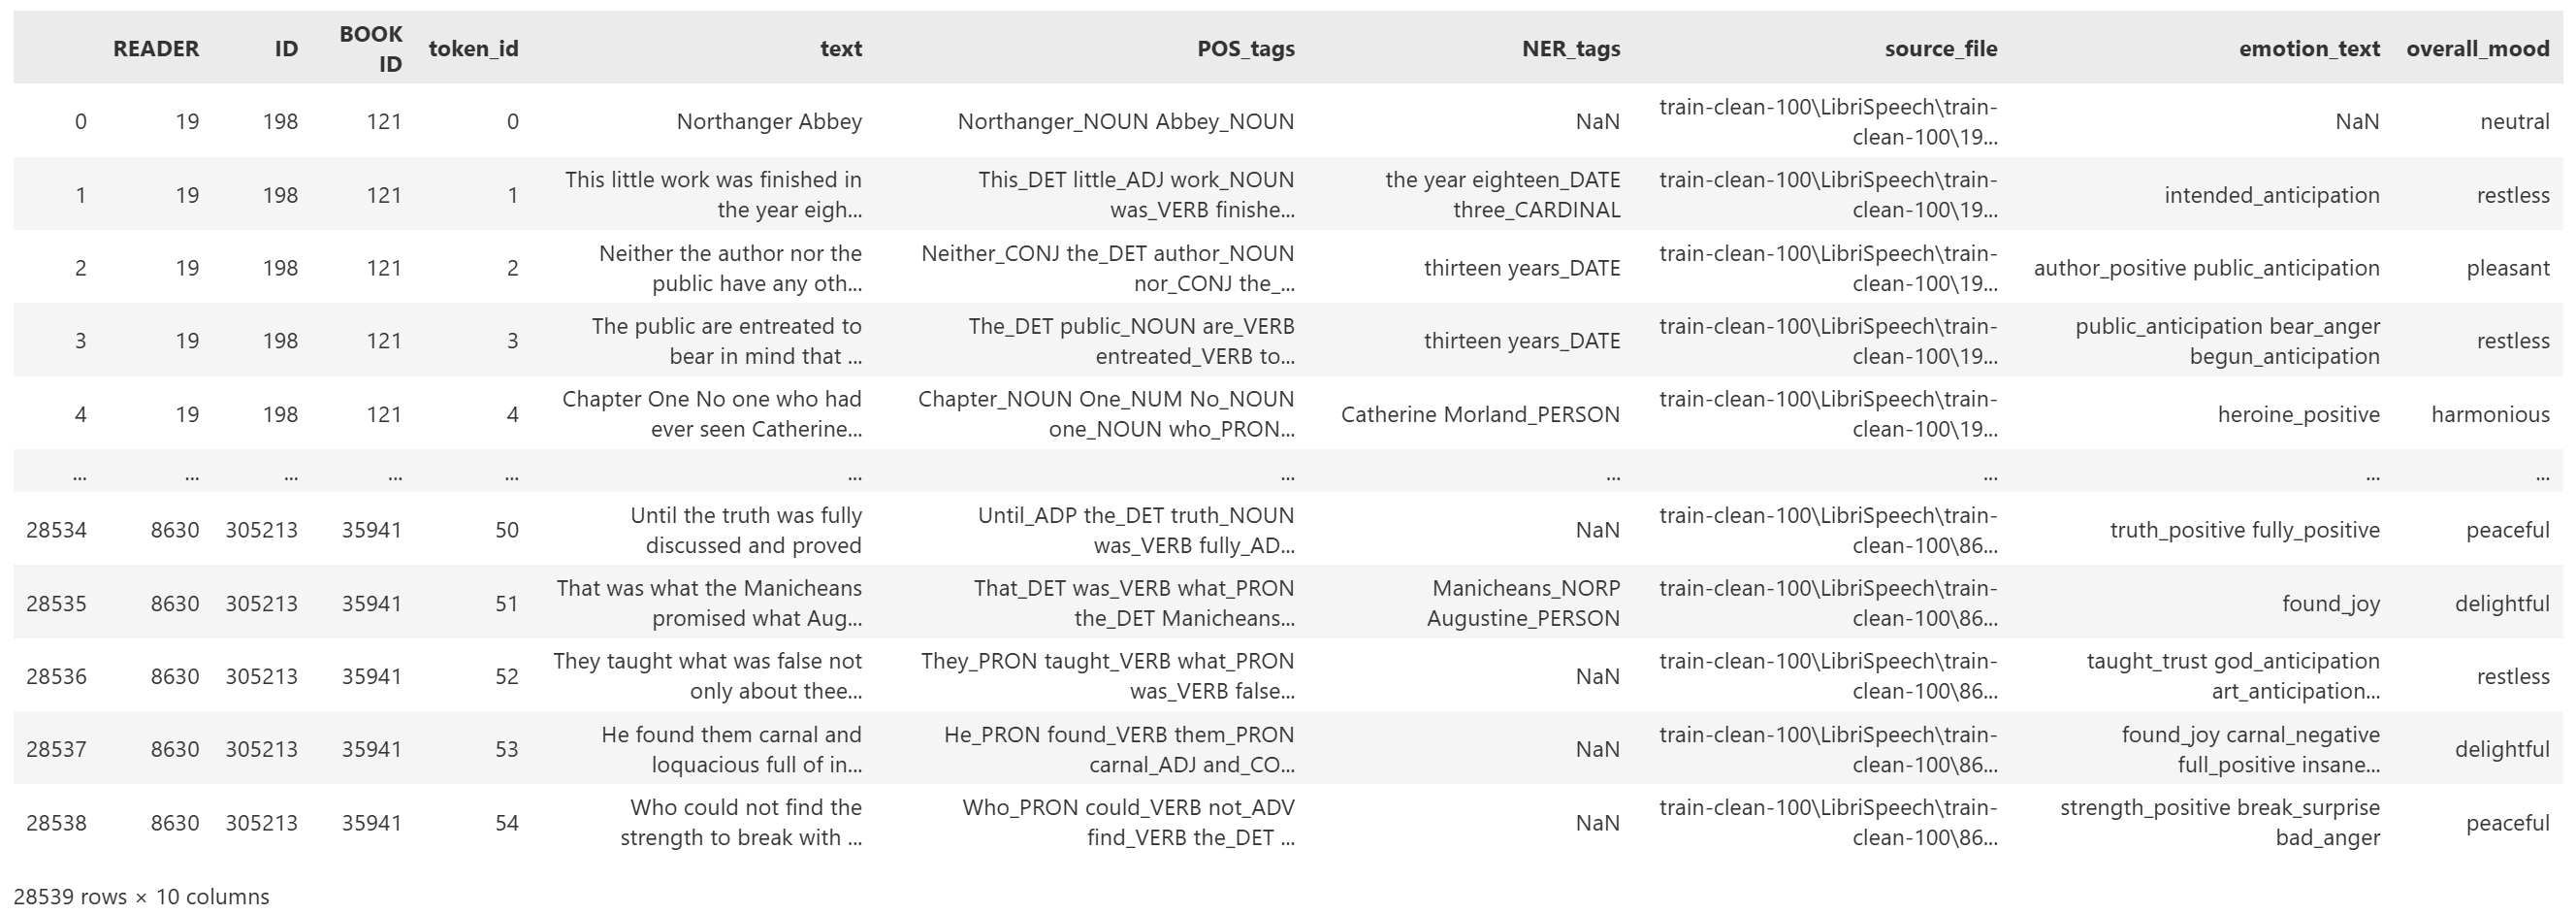 READER ID BOOK ID token_id text POS_tags NER_tags source_file emotion_text overall_mood
0 19 198 121 0 Northanger Abbey Northanger_NOUN Abbey_NOUN NaN train-clean-100\LibriSpeech\train-clean-100\19... NaN neutral
1 19 198 121 1 This little work was finished in the year eigh... This_DET little_ADJ work_NOUN was_VERB finishe... the year eighteen_DATE three_CARDINAL train-clean-100\LibriSpeech\train-clean-100\19... intended_anticipation restless
2 19 198 121 2 Neither the author nor the public have any oth... Neither_CONJ the_DET author_NOUN nor_CONJ the_... thirteen years_DATE train-clean-100\LibriSpeech\train-clean-100\19... author_positive public_anticipation pleasant
3 19 198 121 3 The public are entreated to bear in mind that ... The_DET public_NOUN are_VERB entreated_VERB to... thirteen years_DATE train-clean-100\LibriSpeech\train-clean-100\19... public_anticipation bear_anger begun_anticipation restless
4 19 198 121 4 Chapter One No one who had ever seen Catherine... Chapter_NOUN One_NUM No_NOUN one_NOUN who_PRON... Catherine Morland_PERSON train-clean-100\LibriSpeech\train-clean-100\19... heroine_positive harmonious
... ... ... ... ... ... ... ... ... ... ...
28534 8630 305213 35941 50 Until the truth was fully discussed and proved Until_ADP the_DET truth_NOUN was_VERB fully_AD... NaN train-clean-100\LibriSpeech\train-clean-100\86... truth_positive fully_positive peaceful
28535 8630 305213 35941 51 That was what the Manicheans promised what Aug... That_DET was_VERB what_PRON the_DET Manicheans... Manicheans_NORP Augustine_PERSON train-clean-100\LibriSpeech\train-clean-100\86... found_joy delightful
28536 8630 305213 35941 52 They taught what was false not only about thee... They_PRON taught_VERB what_PRON was_VERB false... NaN train-clean-100\LibriSpeech\train-clean-100\86... taught_trust god_anticipation art_anticipation... restless
28537 8630 305213 35941 53 He found them carnal and loquacious full of in... He_PRON found_VERB them_PRON carnal_ADJ and_CO... NaN train-clean-100\LibriSpeech\train-clean-100\86... found_joy carnal_negative full_positive insane... delightful
28538 8630 305213 35941 54 Who could not find the strength to break with ... Who_PRON could_VERB not_ADV find_VERB the_DET ... NaN train-clean-100\LibriSpeech\train-clean-100\86... strength_positive break_surprise bad_anger peaceful
28539 rows × 10 columns